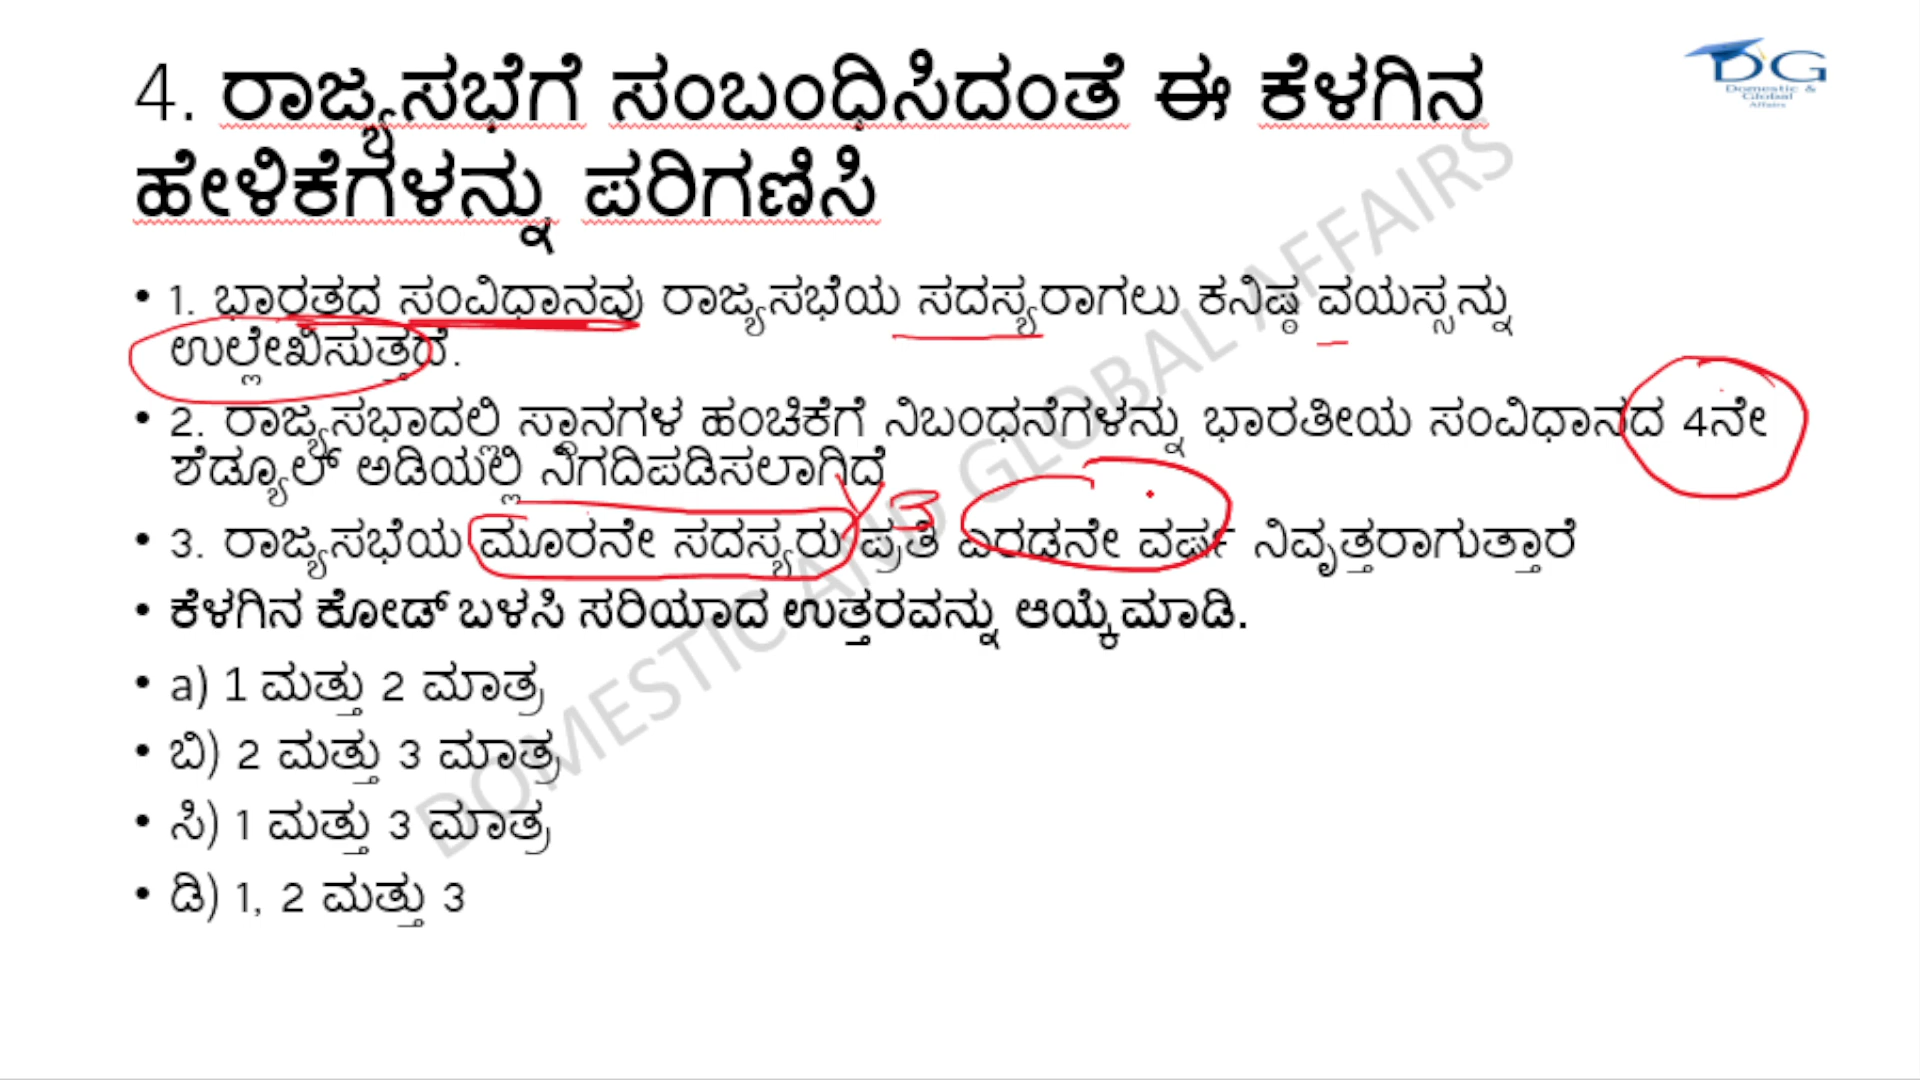 4. ರಾಜ್ಯಸಭೆಗೆ ಸಂಬಂಧಿಸಿದಂತೆ ಈ ಕೆಳಗಿನ
ಹೇಳಿಕೆಗಳನ್ನು ಪರಿಗಣಿಸಿ
DG
Domestic &
Global
Affairs
• 1. ಭಾರತದ ಸಂವಿಧಾನವು ರಾಜ್ಯಸಭೆಯ ಸದಸ್ಯರಾಗಲು ಕನಿಷ್ಠ ವಯಸ್ಸನ್ನು
ಉಲ್ಲೇಖಿಸುತ್ತದೆ.
• 2. ರಾಜ್ಯಸಭಾದಲ್ಲಿ ಸ್ಥಾನಗಳ ಹಂಚಿಕೆಗೆ ನಿಬಂಧನೆಗಳನ್ನು ಭಾರತೀಯ ಸಂವಿಧಾನದ 4ನೇ
ಶೆಡ್ಯೂಲ್ ಅಡಿಯಲ್ಲಿ ನಿಗದಿಪಡಿಸಲಾಗಿದೆ
• 3. ರಾಜ್ಯಸಭೆಯ ಮೂರನೇ ಸದಸ್ಯರು ಪ್ರತಿ ಎರಡನೇ ವರ್ಷ ನಿವೃತ್ತರಾಗುತ್ತಾರೆ
• ಕೆಳಗಿನ ಕೋಡ್ ಬಳಸಿ ಸರಿಯಾದ ಉತ್ತರವನ್ನು ಆಯ್ಕೆಮಾಡಿ.
• a) 1 ಮತ್ತು 2 ಮಾತ್ರ
• ಬಿ) 2 ಮತ್ತು 3 ಮಾತ್ರ
• ಸಿ) 1 ಮತ್ತು 3 ಮಾತ್ರ
• ಡಿ) 1, 2 ಮತ್ತು 3
DOMESTIC AND GLOBAL AFFAIRS